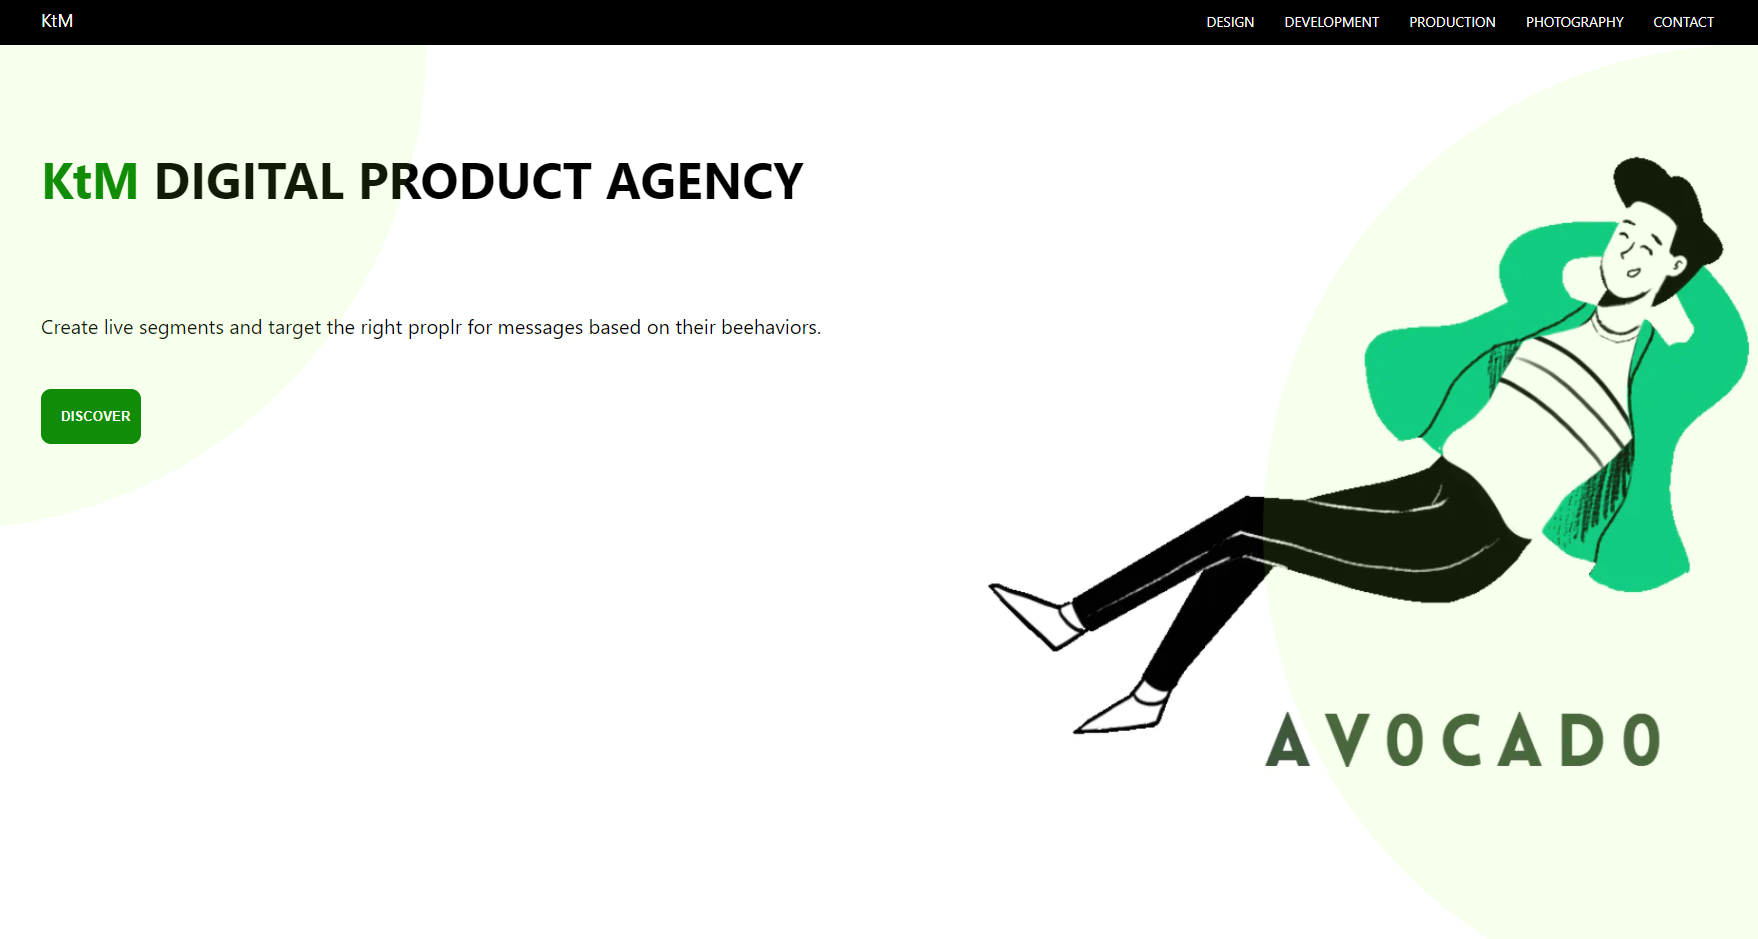 KtM
DESIGN DEVELOPMENT PRODUCTION PHOTOGRAPHY CONTACT
KtM DIGITAL PRODUCT AGENCY
Create live segments and target the right proplr for messages based on their beehaviors.
DISCOVER
AVOCADO